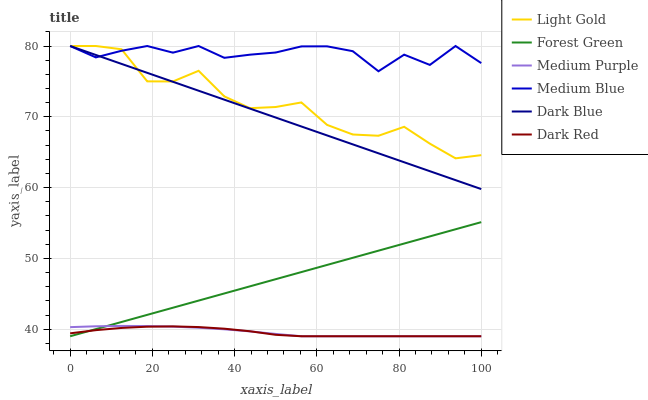 title
Light Gold
Forest Green
Medium Purple
Medium Blue
Dark Blue
Dark Red
yaxis_label
80
70
60
50
40
0 20 40 60 80 100
xaxis_label